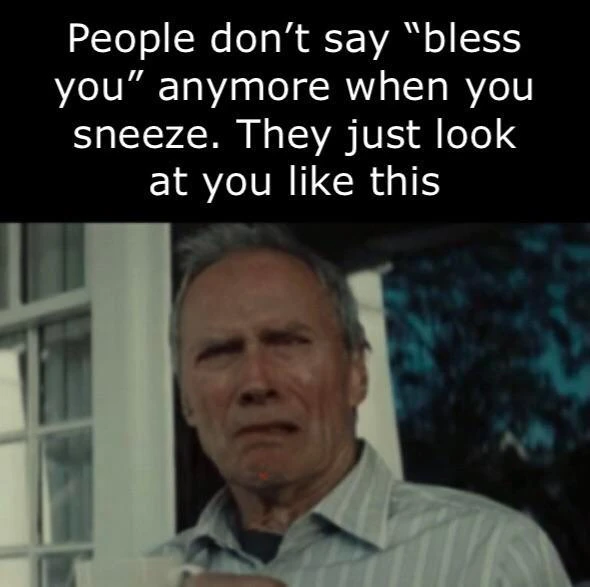 People don’t say “bless
you” anymore when you
sneeze. They just look
at you like this